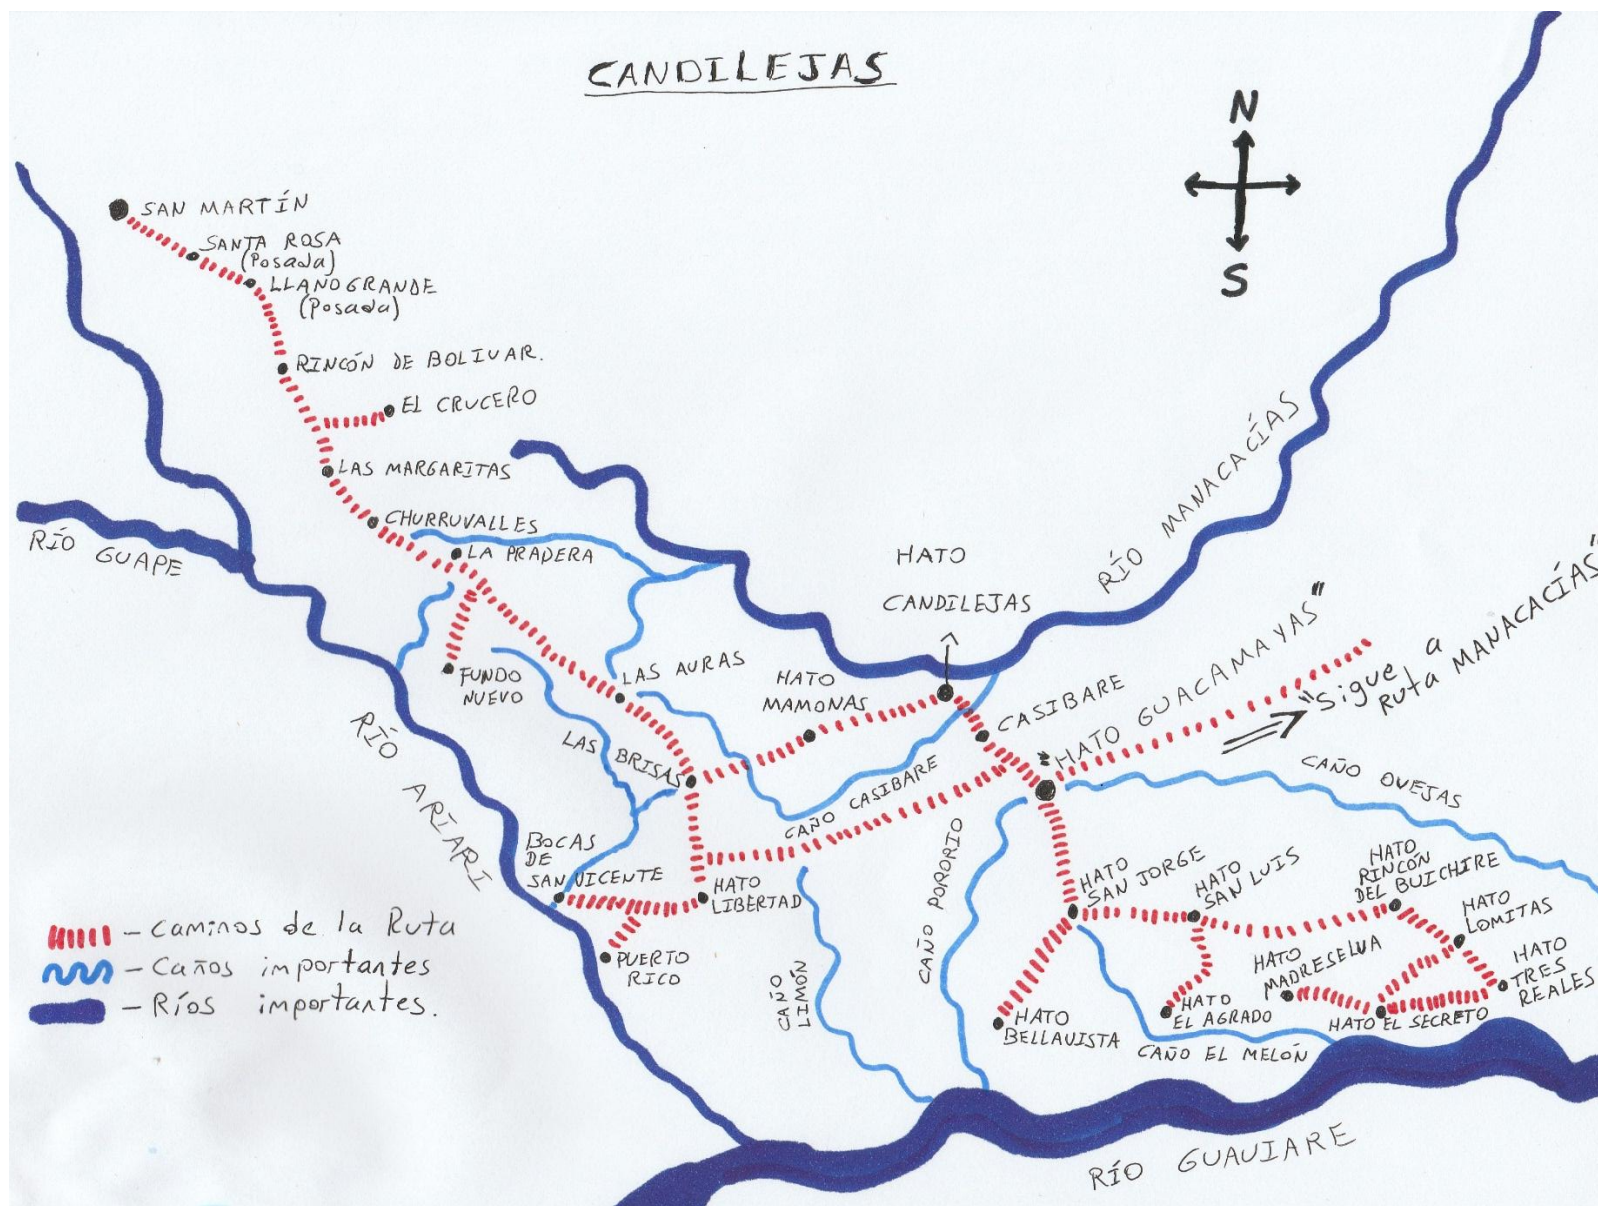 CANDILEJAS
N
S
SAN MARTÍN
SANTA ROSA
(Posada)
LLANOGRANDE
(Posada)
RINCÓN DE BOLIVAR.
EL CRUCERO
LAS MARGARITAS
CHURRUVALLES
LA PRADERA
RÍO GUAPE
FUNDO
NUEVO
LAS AURAS
HATO
MAMONAS
HATO
CANDILEJAS
RÍO MANACACÍAS
CASIBARE
"HATO GUACAMAYAS"
"Sigue a
Ruta MANACACÍAS"
LAS BRISAS
RÍO ARIARI
CAÑO CASIBARE
CAÑO OVEJAS
BOCAS
DE
SAN VICENTE
HATO
LIBERTAD
PUERTO
RICO
CAÑO
LIMÓN
CAÑO PORORIO
HATO
SAN JORGE
HATO
SAN LUIS
HATO
RINCÓN
DEL BUICHIRE
HATO
LOMITAS
HATO
TRES
REALES
HATO
MADRESELVA
HATO EL SECRETO
HATO
EL AGRADO
HATO
BELLAVISTA
CAÑO EL MELÓN
RÍO GUAVIARE
- Caminos de la Ruta
- Caños importantes
- Ríos importantes.